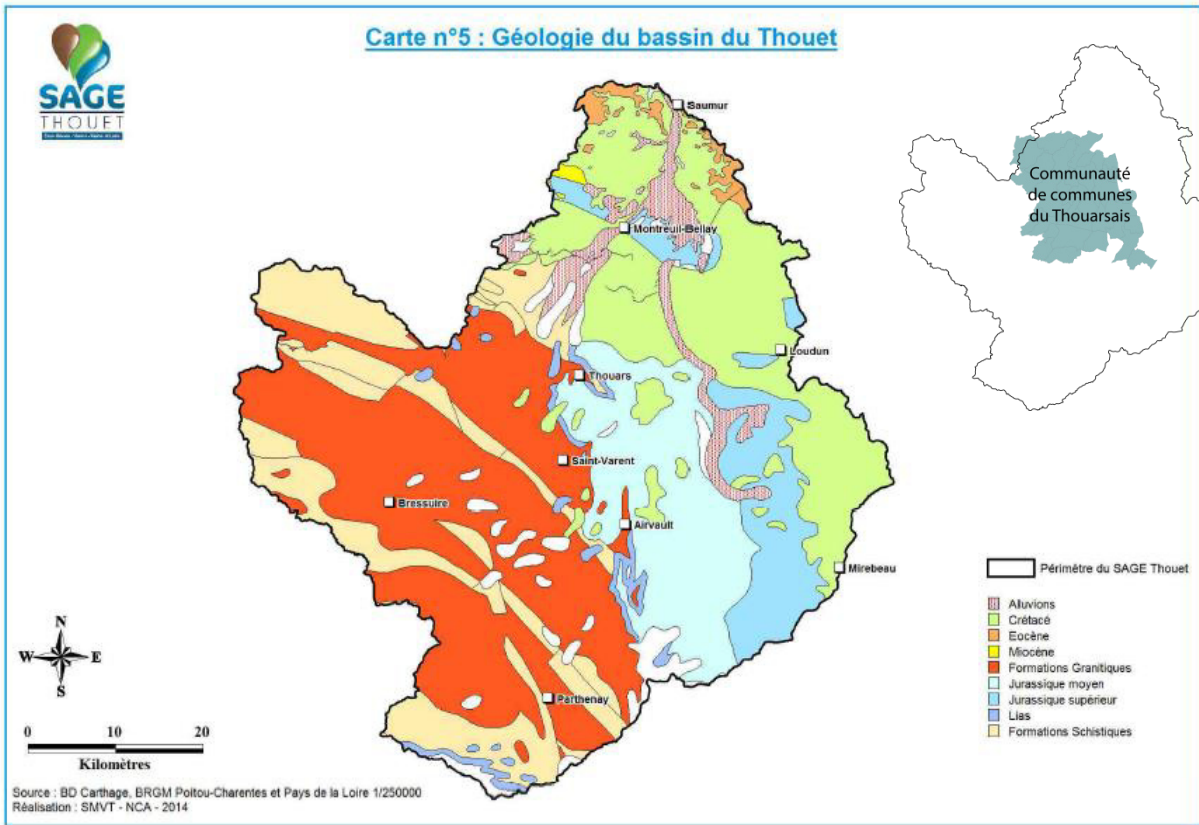 Carte n°5 : Géologie du bassin du Thouet
SAGE
THOUET
Saumur
Communauté
de communes
du Thouarsais
Montreuil-Bellay
Loudun
Thouars
Saint-Varent
Bressuire
Airvault
Mirebeau
Parthenay
Périmètre du SAGE Thouet
Alluvions
Crétacé
Eocène
Miocène
Formations Granitiques
Jurassique moyen
Jurassique supérieur
Lias
Formations Schistiques
N
W E
S
0 10 20
Kilomètres
Source : BD Carthage, BRGM Poitou-Charentes et Pays de la Loire 1/250000
Réalisation : SMVT - NCA - 2014